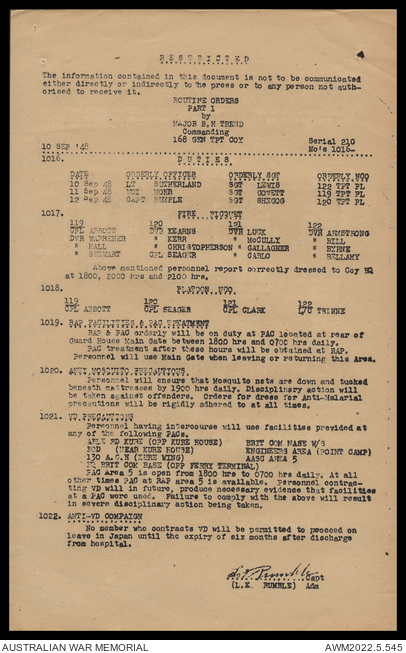 RESTRICTED
The information contained in this document is not to be communicated
either directly or indirectly to the press or to any person not auth-
orised to receive it.
ROUTINE ORDERS
PART 1
by
MAJOR B.H TREND
Commanding
168 GEN TPT COY
Serial 210
10 SEP '48 No's 1016-
1016. DUTIES
DATE ORDERLY OFFICER ORDERLY SGT ORDERLY NCO
10 Sep 48 LT SUTHERLAND SGT LEWIS 122 TPT PL
11 Sep 48 SGT GOVETT 119 TPT PL
12 Sep 48 CAPT RUMBLE SGT SHEGOG 120 TPT PL
1017. FIRE PICQUET
119 120 121 122
CPL ABBOTT DVR KEARNS DVR LUCK DVR ARMSTRONG
DVR WARRENER " KERR " McCULLY " BILL
" HALL " CHRISTOPHERSON " GALLAGHER " BYRNE
" STEWART CPL SEAGER " CARLO " BELLAMY
Above mentioned personnel report correctly dressed to Coy HQ
at 1800, 2000 hrs and 2100 hrs.
1018. PLATOON NCO
119 120 121 122
CPL ABBOTT CPL SEAGER CPL CLARK L/C TRIMNE
1019. RAP FACILITIES & PAC TREATMENT
RAP & PAC orderly will be on duty at PAC located at rear of
Guard House Main Gate between 1800 hrs and 0700 hrs daily.
PAC treatment after these hours will be obtained at RAP.
Personnel will use Main Gate when leaving or returning this Area.
1020. ANTI MOSQUITO PRECAUTIONS
Personnel will ensure that Mosquito nets are down and tucked
beneath mattresses by 1900 hrs daily. Disciplinary action will
be taken against offenders. Orders for dress for Anti-Malarial
precautions will be rigidly adhered to at all times.
1021. VD PRECAUTIONS
Personnel having intercourse will use facilities provided at
any of the following PACs.
ABLE RD KURE (OPP KURE HOUSE) BRIT COM NAAFI W/S
BOD (NEAR KURE HOUSE) ENGINEERS AREA (POINT CAMP)
130 A.G.H (KURE WING) AASC AREA 5
HQ BRIT COM BASE (OPP FERRY TERMINAL)
PAC Area 5 is open from 1800 hrs to 0700 hrs daily. At all
other times PAC at RAP area 5 is available. Personnel contrac-
ting VD will in future, produce necessary evidence that facilities
at a PAC were used. Failure to comply with the above will result
in severe disciplinary action being taken.
1022. ANTI-VD COMPAIGN
No member who contracts VD will be permitted to proceed on
leave in Japan until the expiry of six months after discharge
from hospital.
Capt
(L.K. RUMBLE) Adm
AUSTRALIAN WAR MEMORIAL
AWM2022.5.545